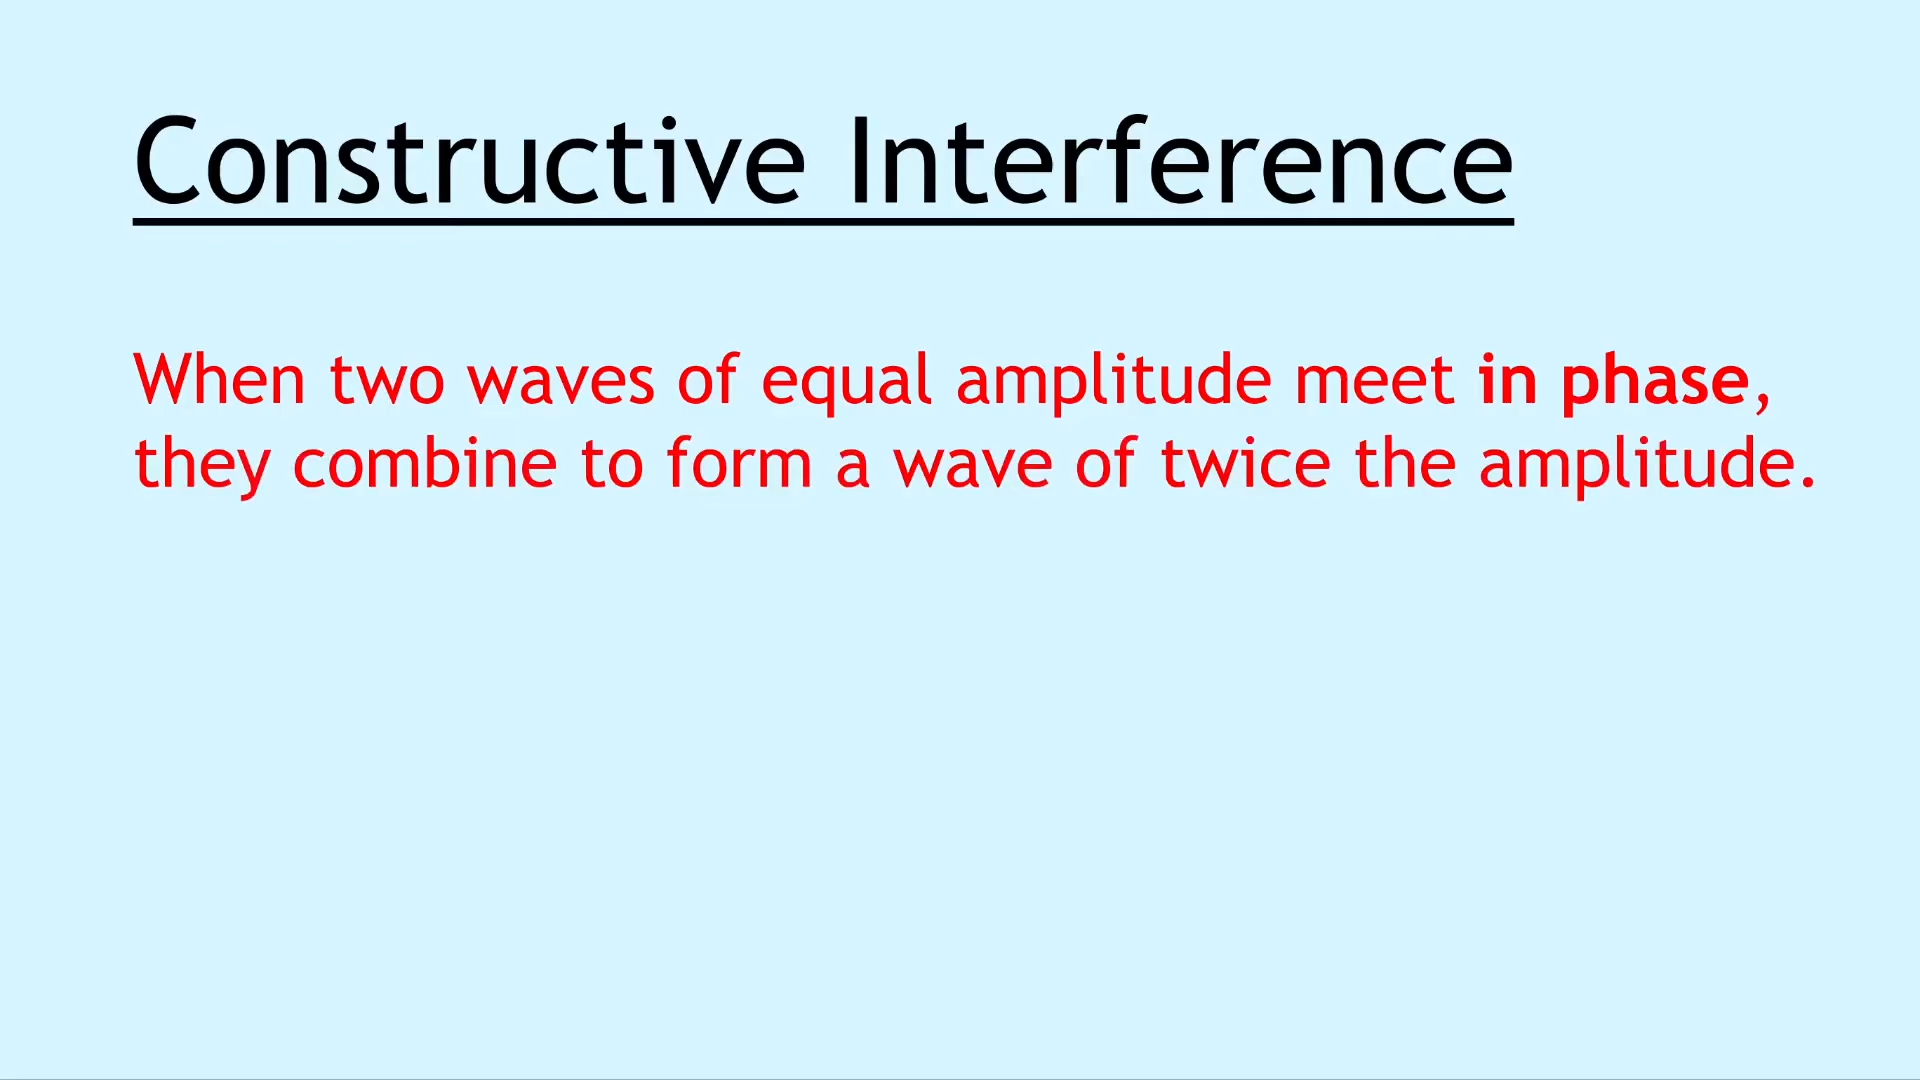 Constructive Interference
When two waves of equal amplitude meet in phase,
they combine to form a wave of twice the amplitude.